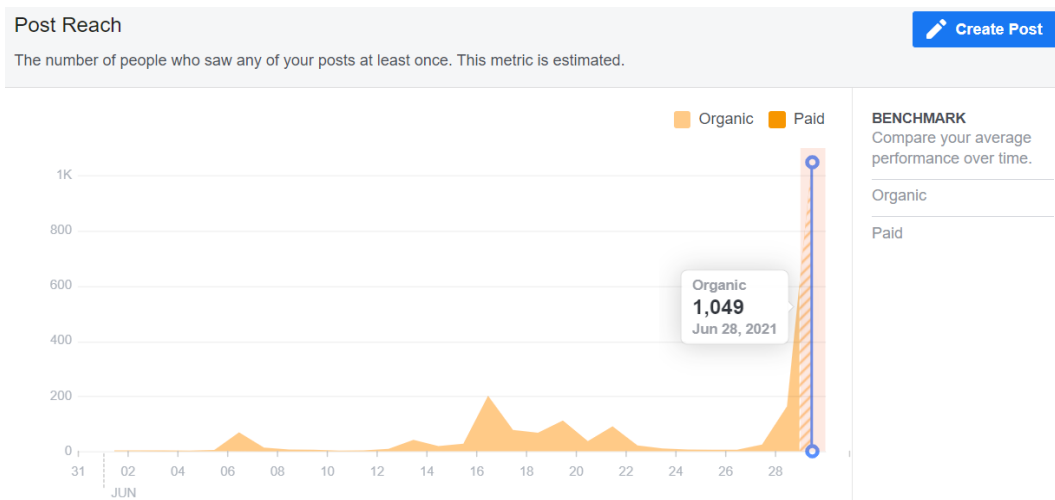 Post Reach
Create Post
The number of people who saw any of your posts at least once. This metric is estimated.
Organic
Paid
BENCHMARK
Compare your average
performance over time.
Organic
Paid
1K
800
600
400
200
0
Organic
1,049
Jun 28, 2021
31 02 04 06 08 10 12 14 16 18 20 22 24 26 28
JUN